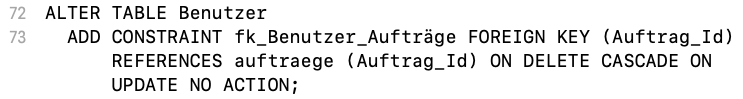 72 ALTER TABLE Benutzer
73 ADD CONSTRAINT fk_Benutzer_Aufträge FOREIGN KEY (Auftrag_Id)
REFERENCES auftraege (Auftrag_Id) ON DELETE CASCADE ON
UPDATE NO ACTION;